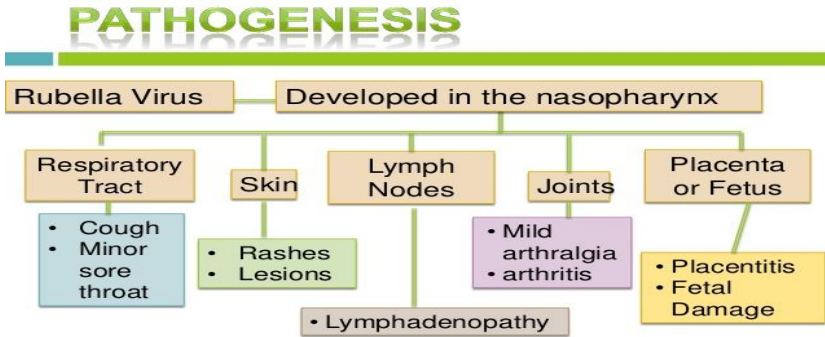 PATHOGENESIS
Rubella Virus
Developed in the nasopharynx
Respiratory
Tract
Skin
Lymph
Nodes
Joints
Placenta
or Fetus
• Cough
• Minor
sore
throat
• Rashes
• Lesions
• Lymphadenopathy
• Mild
arthralgia
• arthritis
• Placentitis
• Fetal
Damage